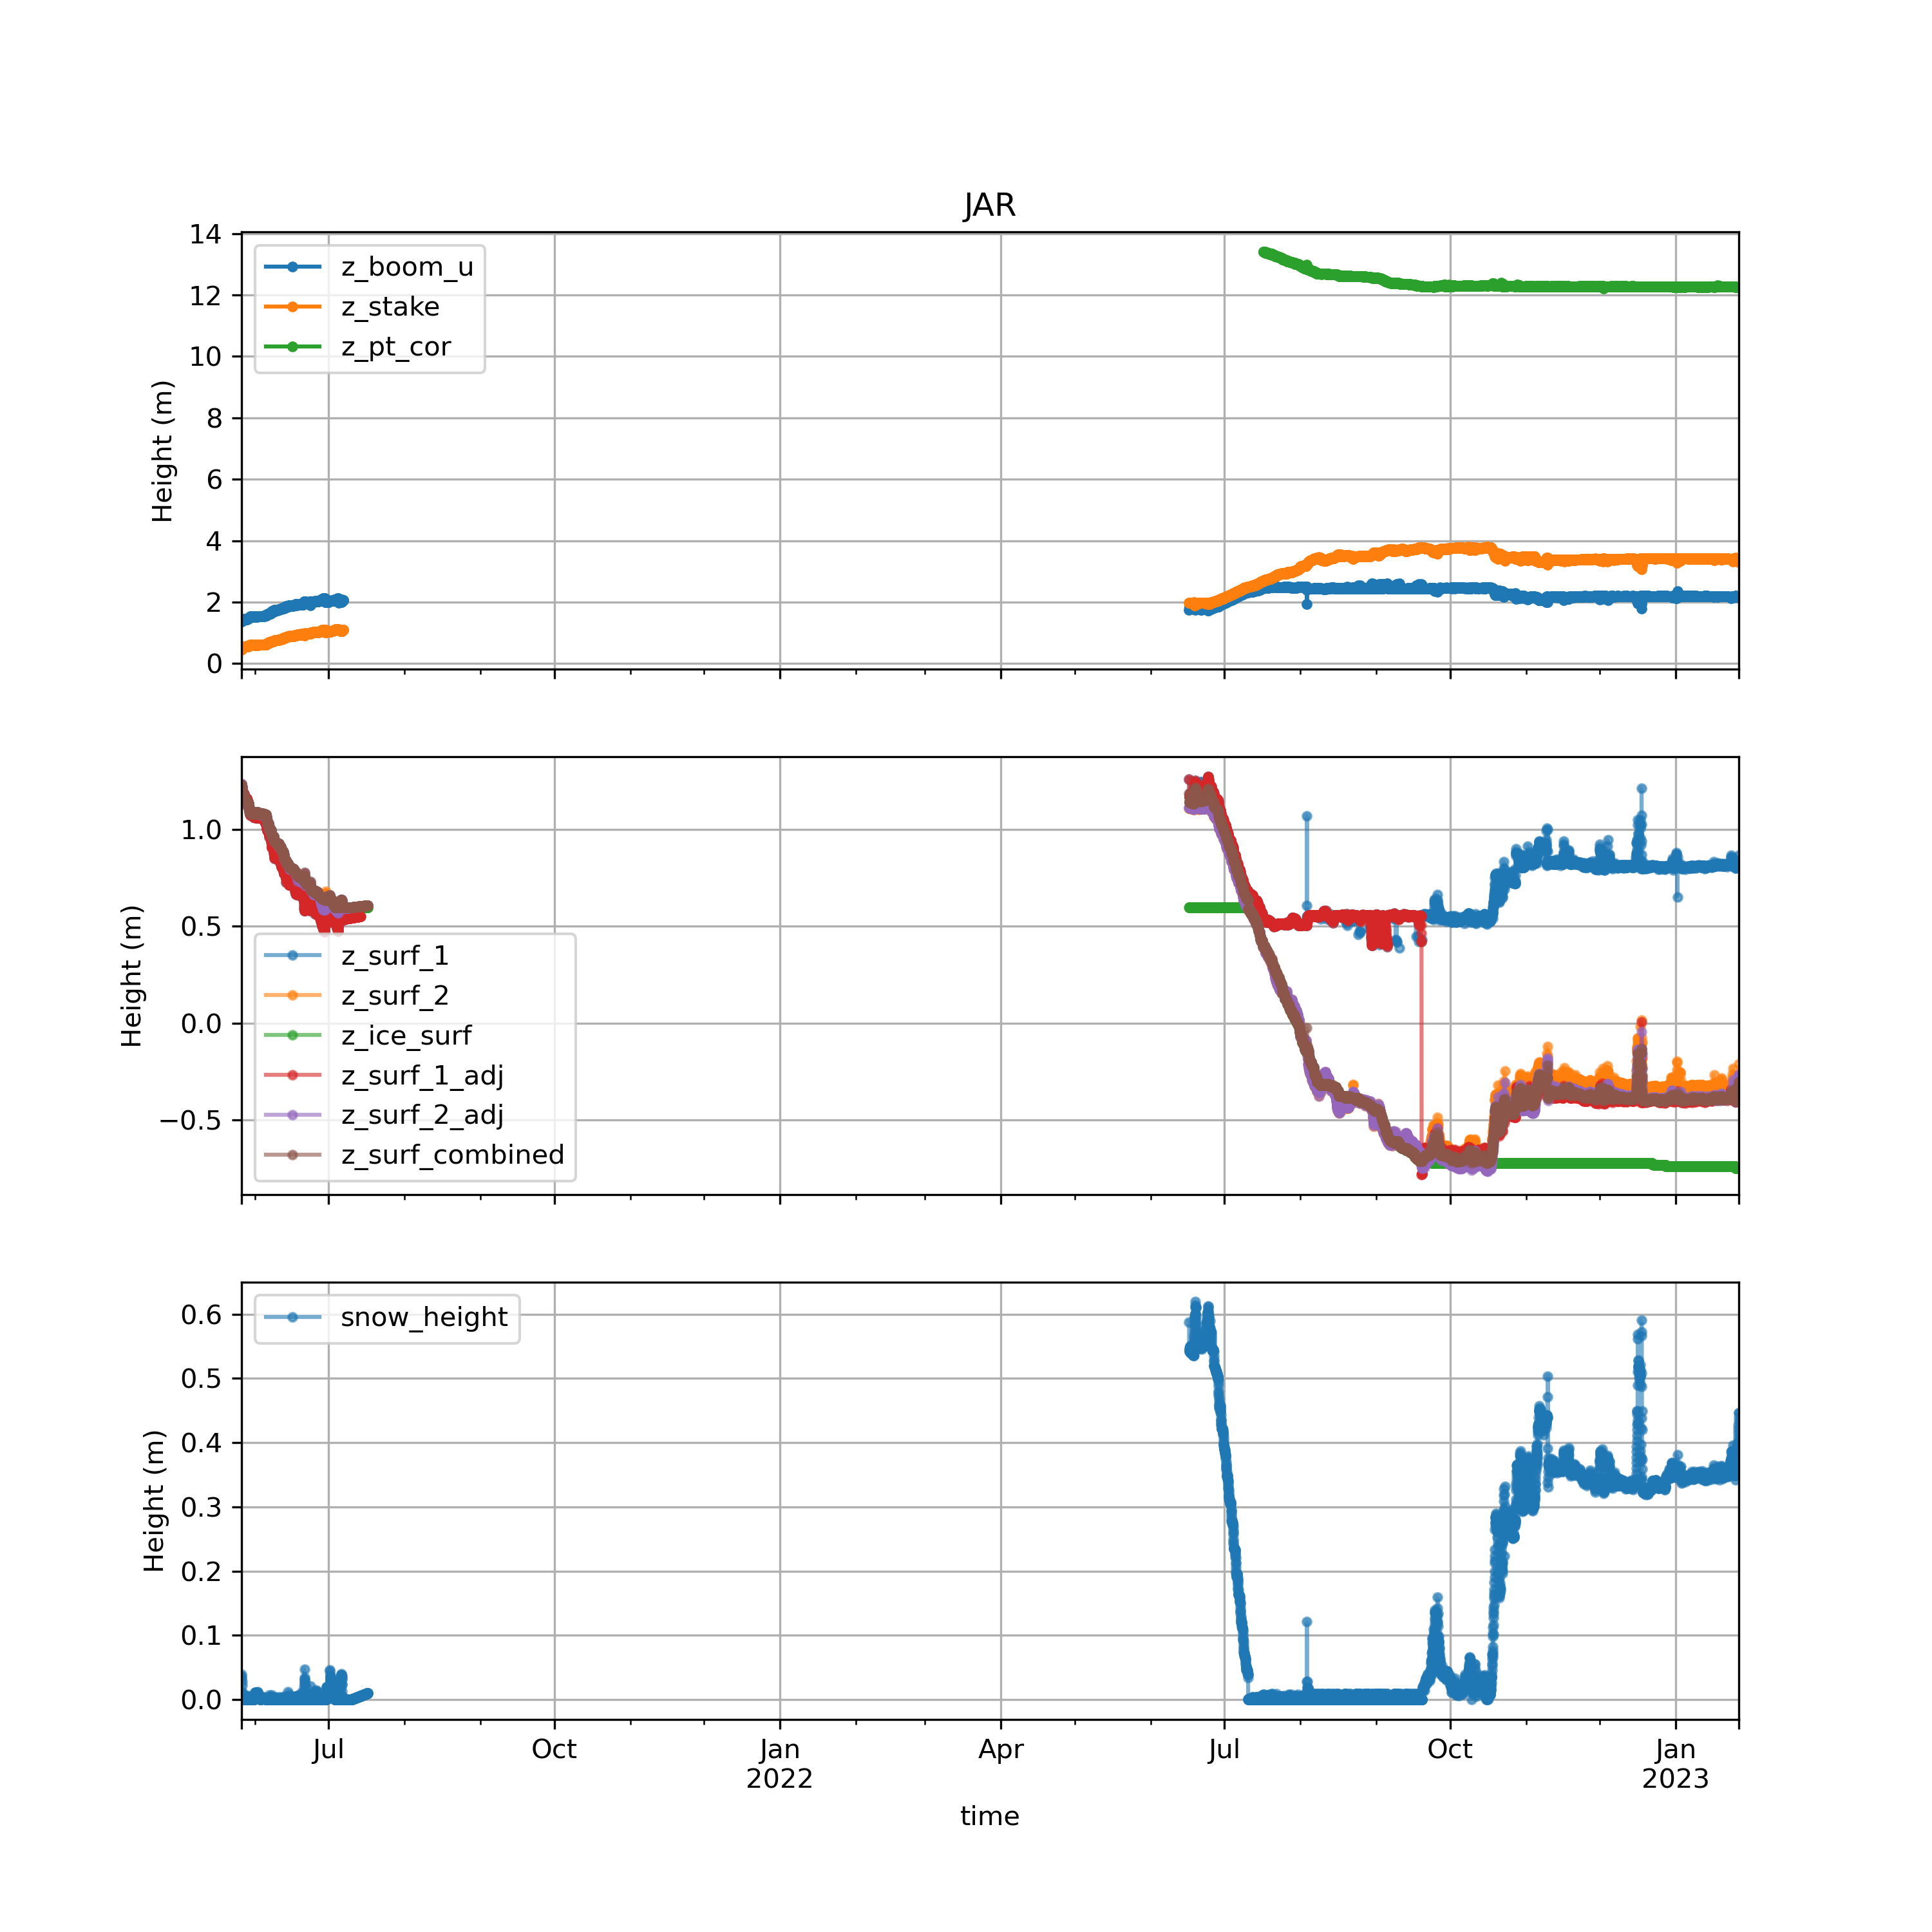 JAR
14
12
10
8
6
4
2
0
Height (m)
z_boom_u
z_stake
z_pt_cor
1.0
0.5
0.0
−0.5
Height (m)
z_surf_1
z_surf_2
z_ice_surf
z_surf_1_adj
z_surf_2_adj
z_surf_combined
0.6
0.5
0.4
0.3
0.2
0.1
0.0
Height (m)
snow_height
Jul Oct Jan Apr Jul Oct Jan
2022 2023
time